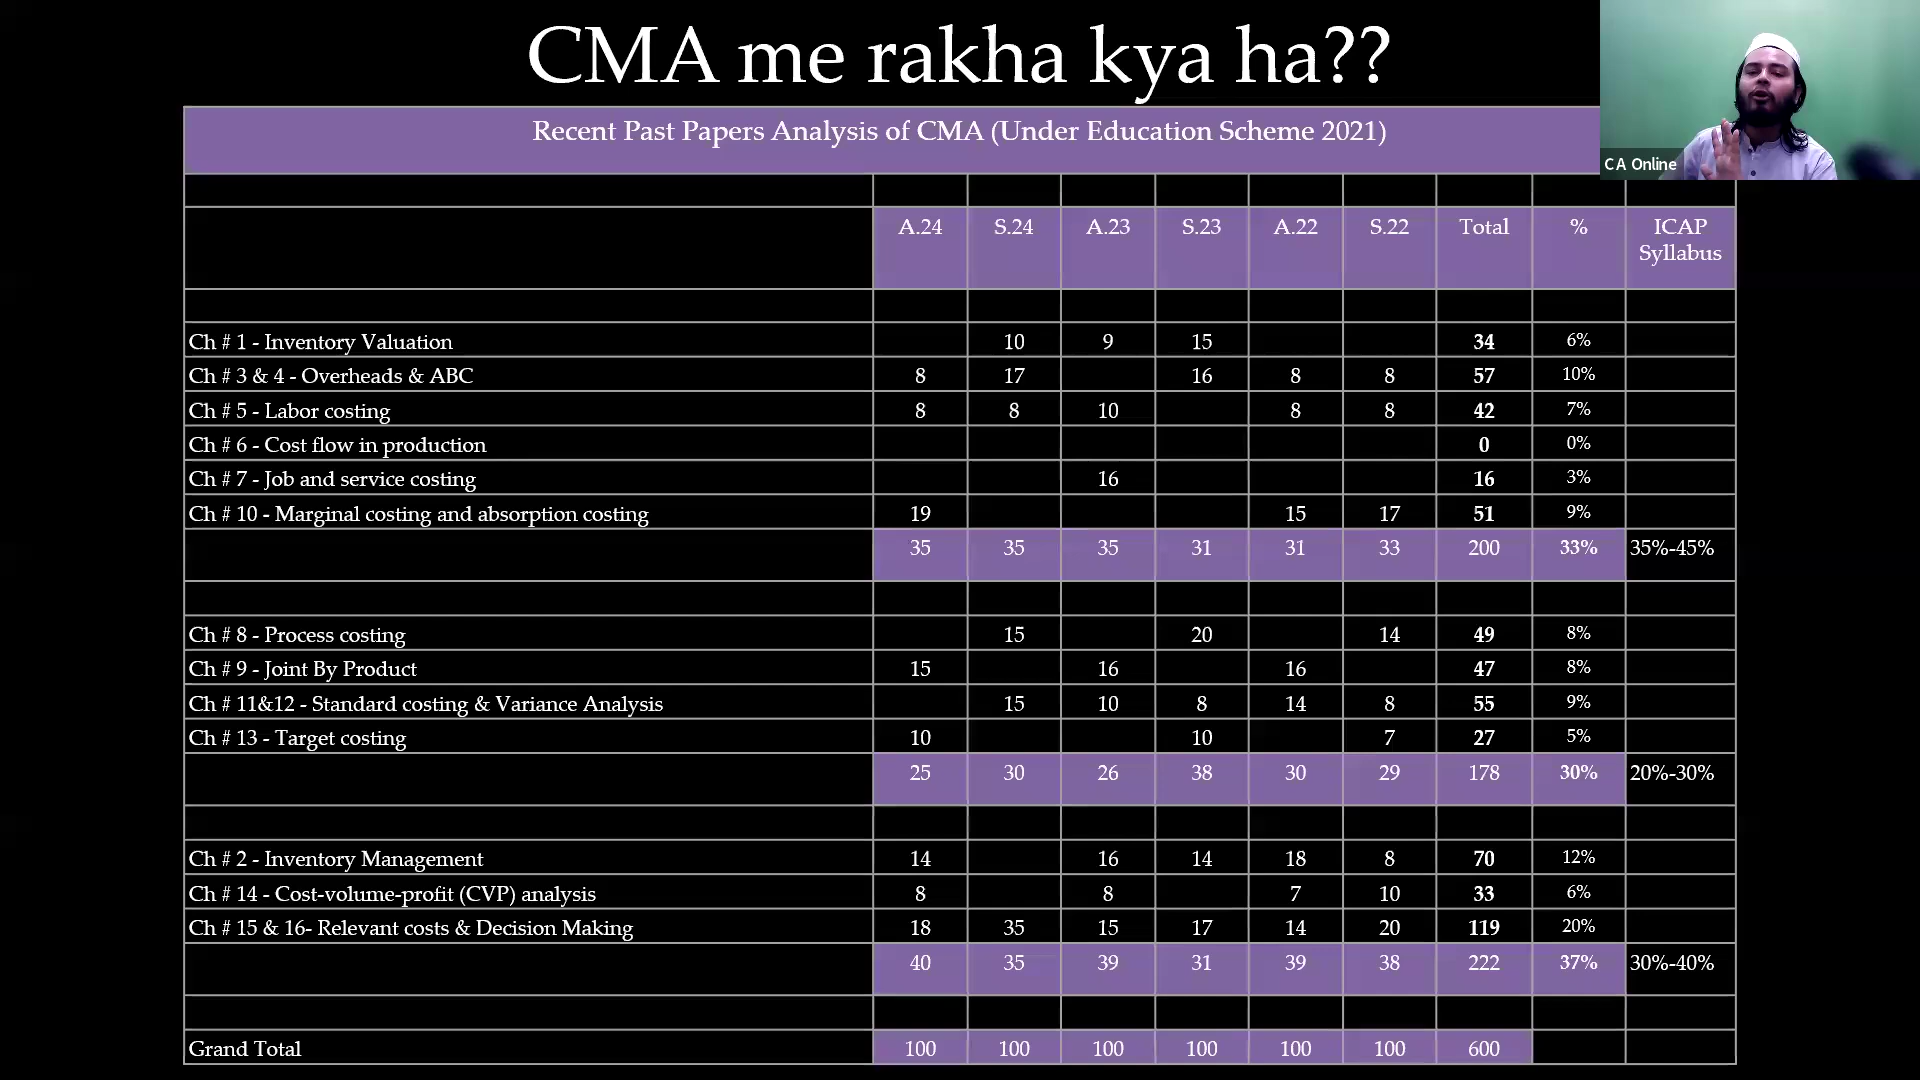 CMA me rakha kya ha??
Recent Past Papers Analysis of CMA (Under Education Scheme 2021)
CA Online
A.24 S.24 A.23 S.23 A.22 S.22 Total % ICAP Syllabus
Ch # 1 - Inventory Valuation 10 9 15 34 6%
Ch # 3 & 4 - Overheads & ABC 8 17 16 8 8 57 10%
Ch # 5 - Labor costing 8 8 10 8 8 42 7%
Ch # 6 - Cost flow in production 0 0%
Ch # 7 - Job and service costing 16 16 3%
Ch # 10 - Marginal costing and absorption costing 19 15 17 51 9%
35 35 35 31 31 33 200 33% 35%-45%
Ch # 8 - Process costing 15 20 14 49 8%
Ch # 9 - Joint By Product 15 16 16 47 8%
Ch # 11&12 - Standard costing & Variance Analysis 15 10 8 14 8 55 9%
Ch # 13 - Target costing 10 10 7 27 5%
25 30 26 38 30 29 178 30% 20%-30%
Ch # 2 - Inventory Management 14 16 14 18 8 70 12%
Ch # 14 - Cost-volume-profit (CVP) analysis 8 8 7 10 33 6%
Ch # 15 & 16- Relevant costs & Decision Making 18 35 15 17 14 20 119 20%
40 35 39 31 39 38 222 37% 30%-40%
Grand Total 100 100 100 100 100 100 600